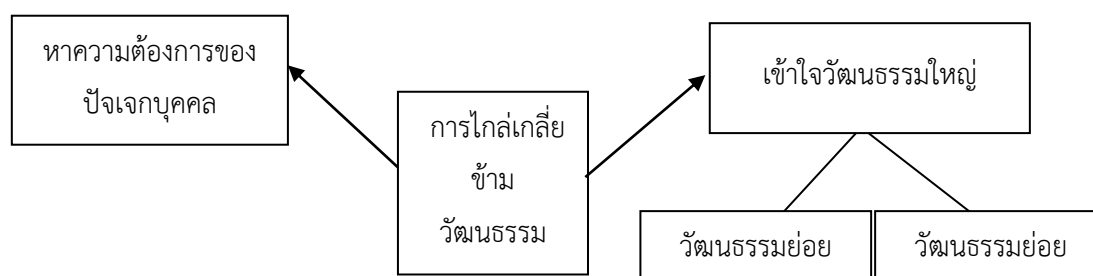 หาความต้องการของ
ปัจเจกบุคคล
การไกล่เกลี่ย
ข้าม
วัฒนธรรม
เข้าใจวัฒนธรรมใหญ่
วัฒนธรรมย่อย
วัฒนธรรมย่อย